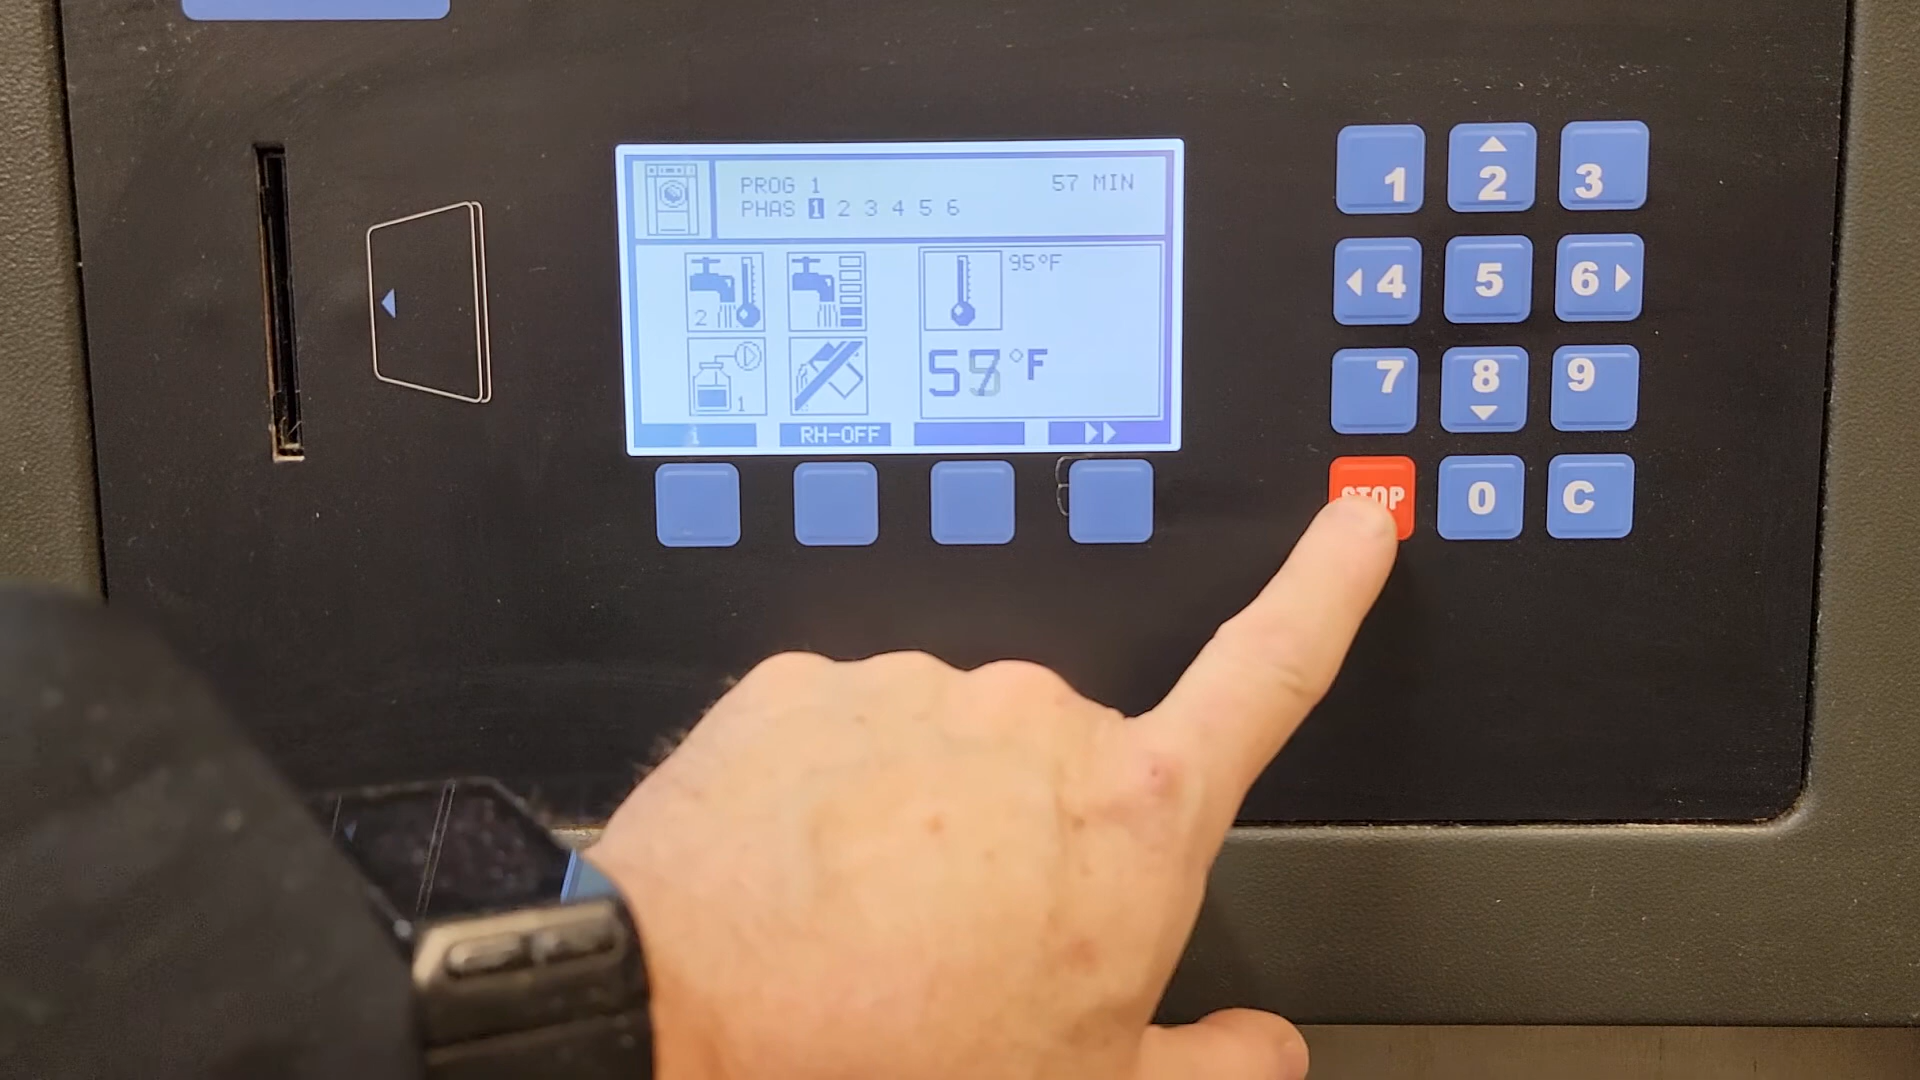 PROG 1 57 MIN
PHAS 1 2 3 4 5 6
2
95°F
°F
1
1
RH-OFF
1 2 3
4 5 6
7 8 9
STOP 0 C